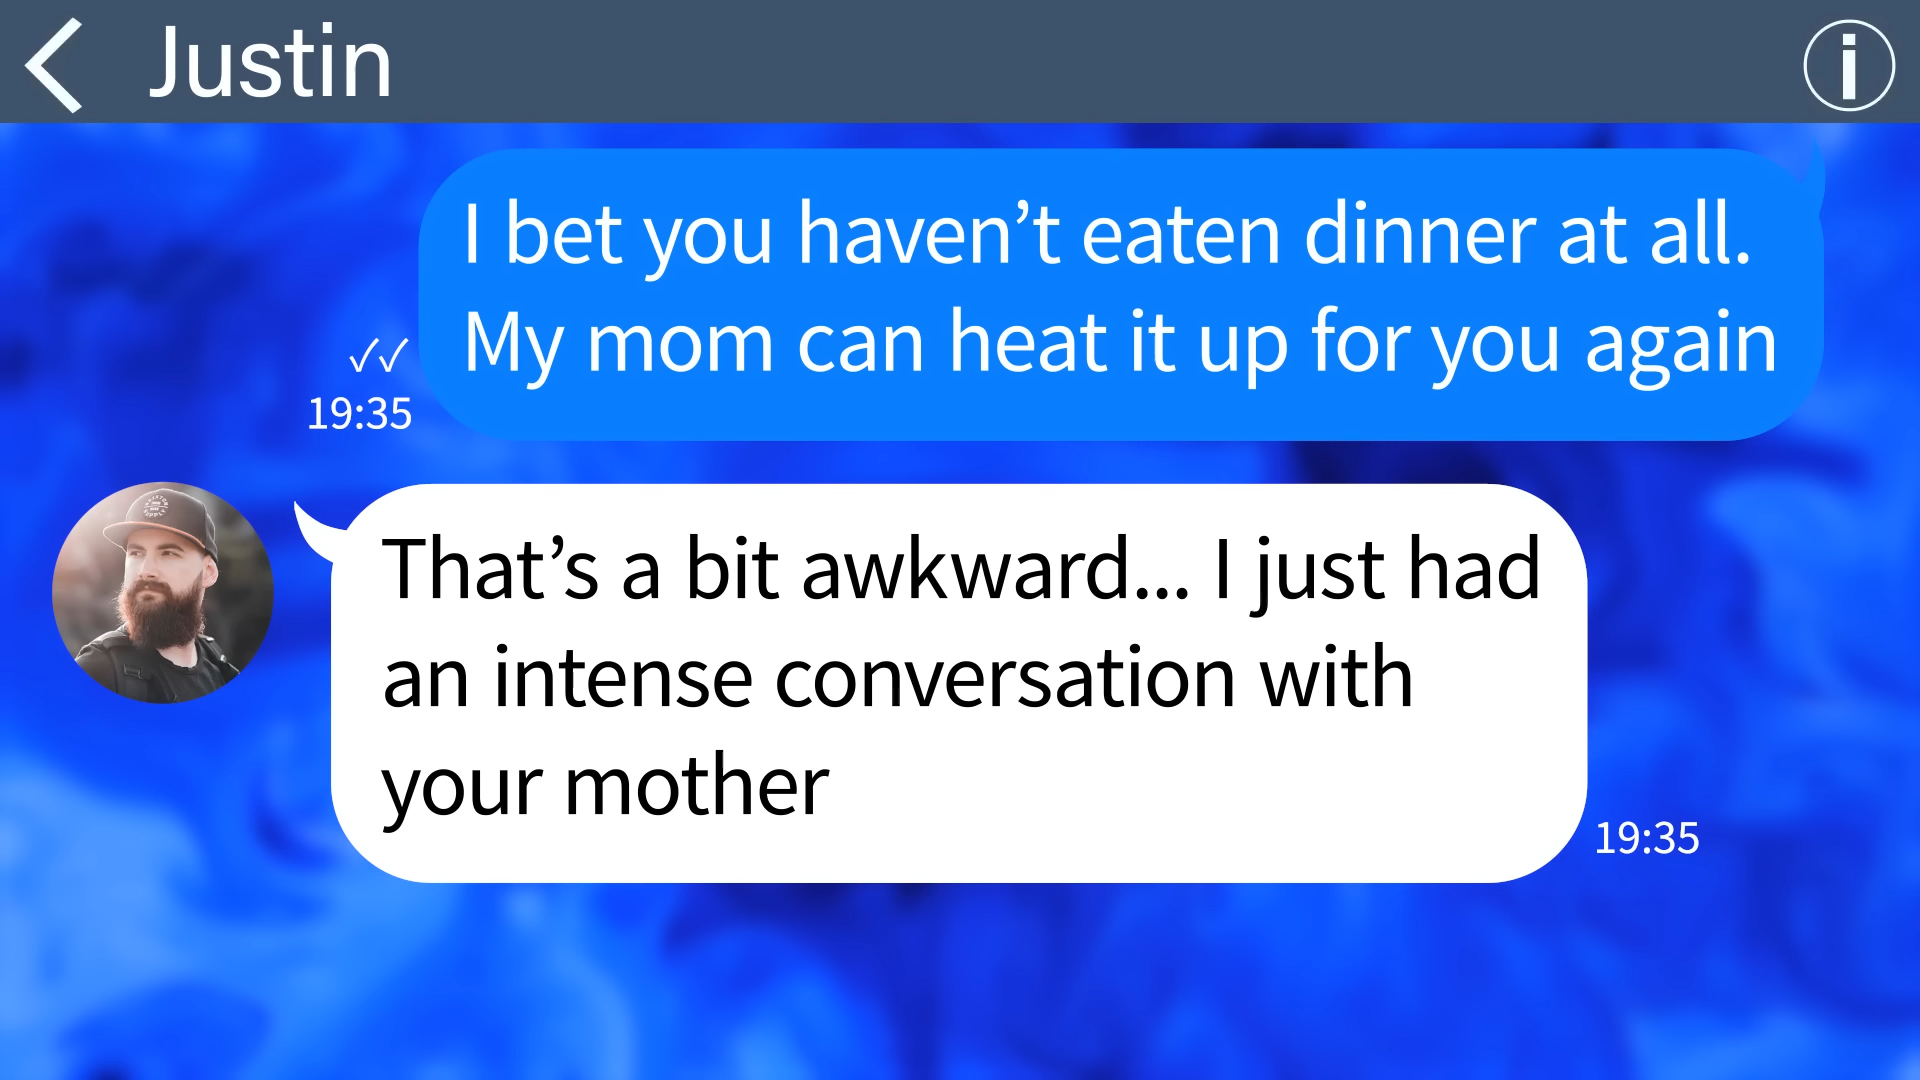 Justin
i
I bet you haven’t eaten dinner at all.
My mom can heat it up for you again
✓✓
19:35
That’s a bit awkward... I just had
an intense conversation with
your mother
19:35